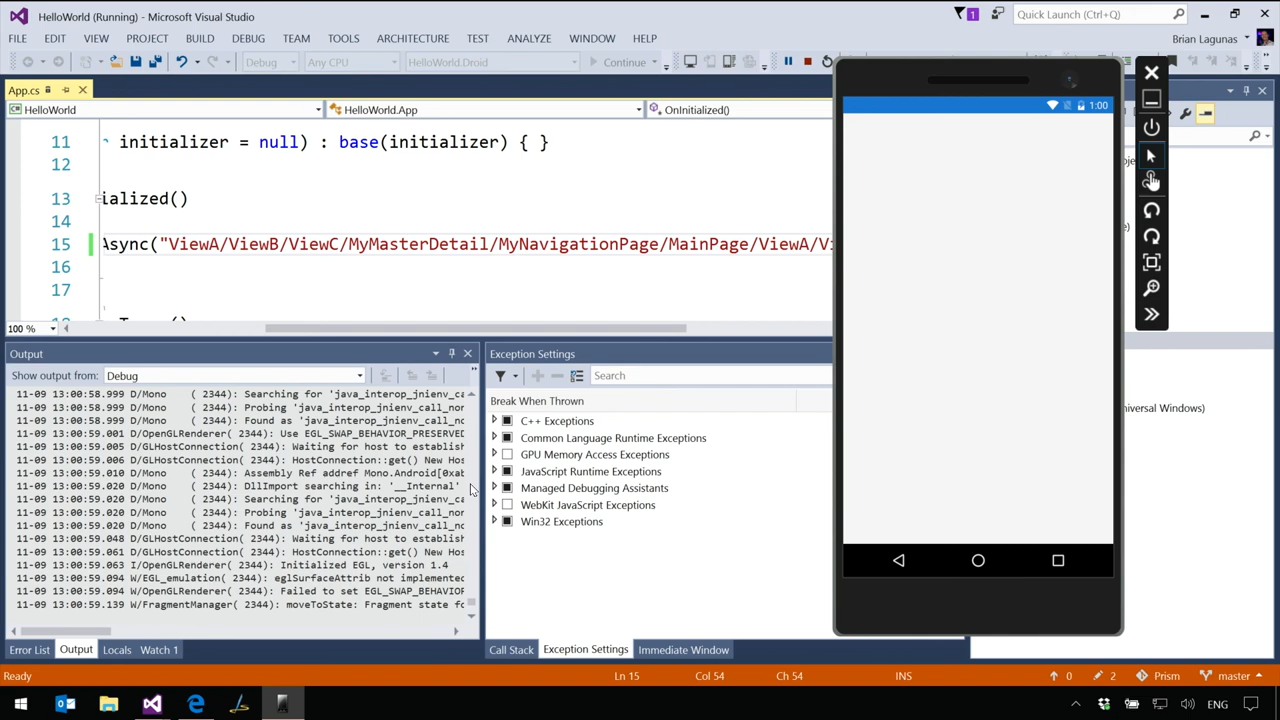 HelloWorld (Running) - Microsoft Visual Studio
1
Quick Launch (Ctrl+Q)
FILE EDIT VIEW PROJECT BUILD DEBUG TEAM TOOLS ARCHITECTURE TEST ANALYZE WINDOW HELP
Brian Lagunas
Debug Any CPU HelloWorld.Droid Continue
App.cs
HelloWorld HelloWorld.App OnInitialized()
1:00
11 initializer = null) : base(initializer) { }
12
13 ialized()
14
15 Async("ViewA/ViewB/ViewC/MyMasterDetail/MyNavigationPage/MainPage/ViewA/Vi
16
17
100 %
Output
Show output from: Debug
11-09 13:00:58.999 D/Mono ( 2344): Searching for 'java_interop_jnienv_ca
11-09 13:00:58.999 D/Mono ( 2344): Probing 'java_interop_jnienv_call_nor
11-09 13:00:58.999 D/Mono ( 2344): Found as 'java_interop_jnienv_call_no
11-09 13:00:59.001 D/OpenGLRenderer( 2344): Use EGL_SWAP_BEHAVIOR_PRESERVED
11-09 13:00:59.005 D/GLHostConnection( 2344): Waiting for host to establish
11-09 13:00:59.006 D/GLHostConnection( 2344): HostConnection::get() New Hos
11-09 13:00:59.010 D/Mono ( 2344): Assembly Ref addref Mono.Android[0xab
11-09 13:00:59.020 D/Mono ( 2344): DllImport searching in: '__Internal'
11-09 13:00:59.020 D/Mono ( 2344): Searching for 'java_interop_jnienv_ca
11-09 13:00:59.020 D/Mono ( 2344): Probing 'java_interop_jnienv_call_nor
11-09 13:00:59.020 D/Mono ( 2344): Found as 'java_interop_jnienv_call_no
11-09 13:00:59.048 D/GLHostConnection( 2344): Waiting for host to establish
11-09 13:00:59.061 D/GLHostConnection( 2344): HostConnection::get() New Hos
11-09 13:00:59.063 I/OpenGLRenderer( 2344): Initialized EGL, version 1.4
11-09 13:00:59.094 W/EGL_emulation( 2344): eglSurfaceAttrib not implemented
11-09 13:00:59.094 W/OpenGLRenderer( 2344): Failed to set EGL_SWAP_BEHAVIOR
11-09 13:00:59.139 W/FragmentManager( 2344): moveToState: Fragment state fo
Exception Settings
Search
Break When Thrown
C++ Exceptions
Common Language Runtime Exceptions
GPU Memory Access Exceptions
JavaScript Runtime Exceptions
Managed Debugging Assistants
WebKit JavaScript Exceptions
Win32 Exceptions
niversal Windows)
Error List Output Locals Watch 1 Call Stack Exception Settings Immediate Window
Ready Ln 15 Col 54 Ch 54 INS 0 2 Prism master
ENG